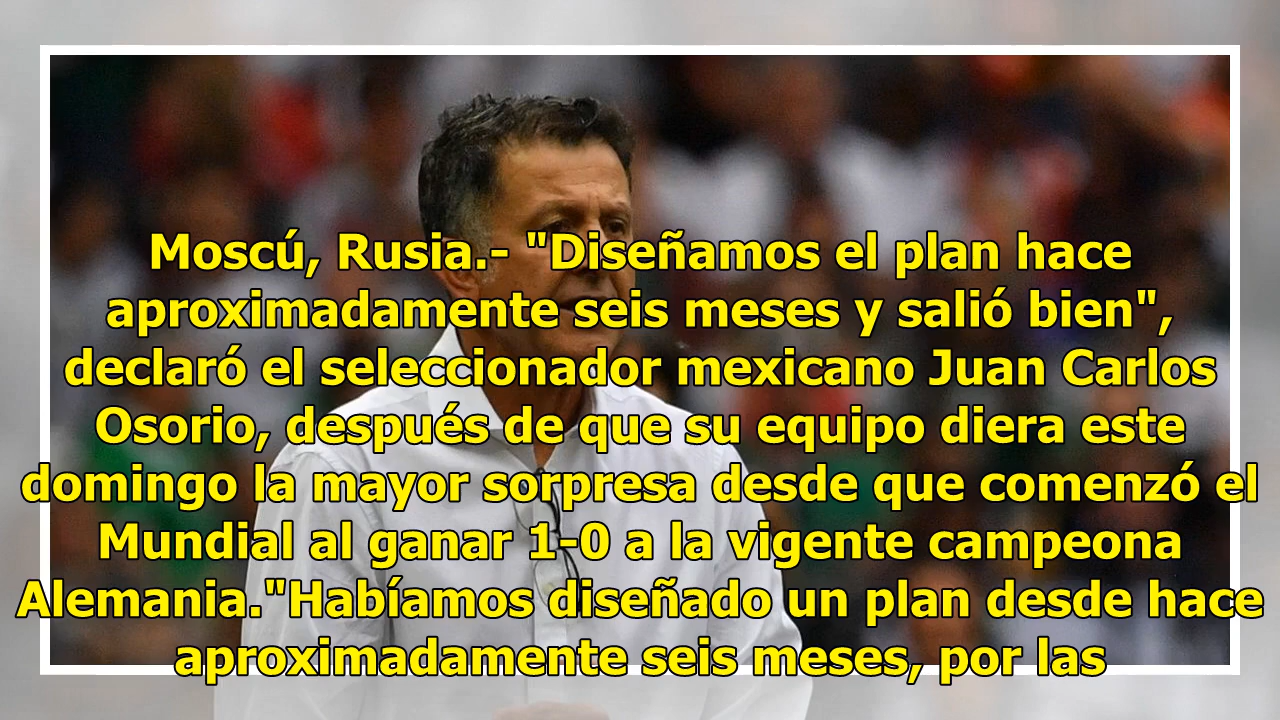 Moscú, Rusia.- "Diseñamos el plan hace
aproximadamente seis meses y salió bien",
declaró el seleccionador mexicano Juan Carlos
Osorio, después de que su equipo diera este
domingo la mayor sorpresa desde que comenzó el
Mundial al ganar 1-0 a la vigente campeona
Alemania."Habíamos diseñado un plan desde hace
aproximadamente seis meses, por las